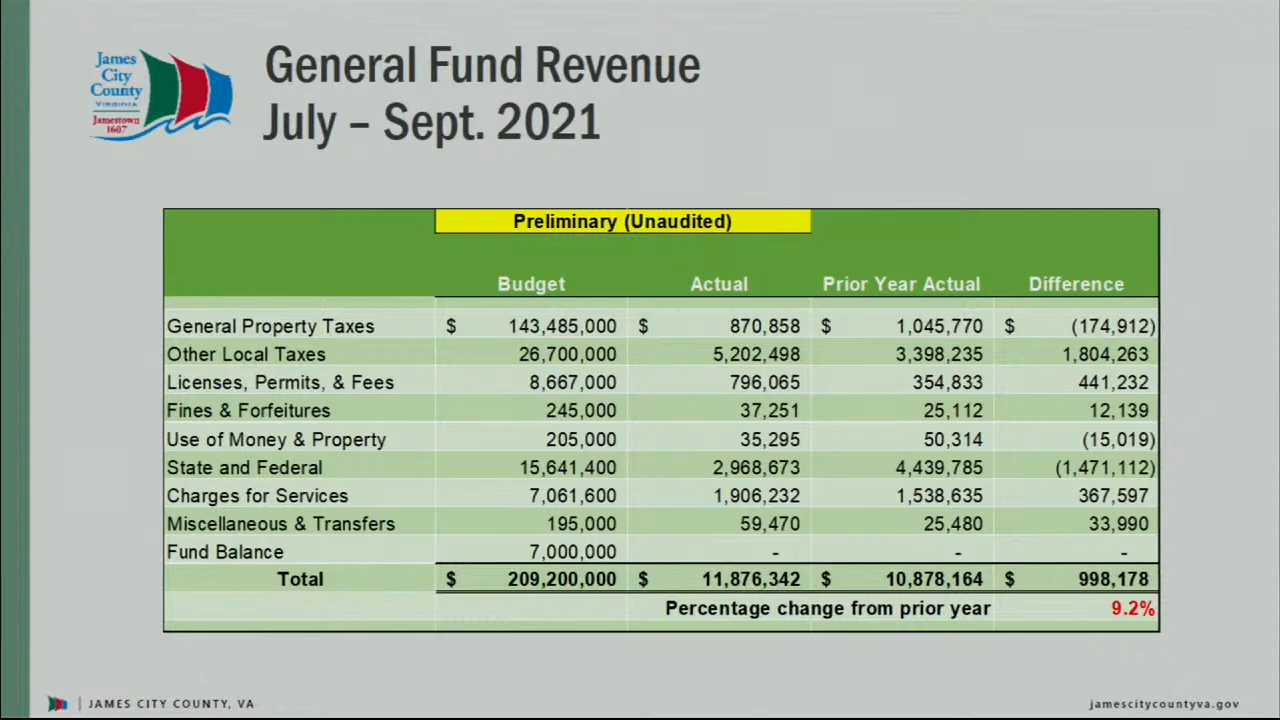 James
City
County
VIRGINIA
Jamestown
1607
General Fund Revenue
July – Sept. 2021
Preliminary (Unaudited)
Budget Actual Prior Year Actual Difference
General Property Taxes $ 143,485,000 $ 870,858 $ 1,045,770 $ (174,912)
Other Local Taxes 26,700,000 5,202,498 3,398,235 1,804,263
Licenses, Permits, & Fees 8,667,000 796,065 354,833 441,232
Fines & Forfeitures 245,000 37,251 25,112 12,139
Use of Money & Property 205,000 35,295 50,314 (15,019)
State and Federal 15,641,400 2,968,673 4,439,785 (1,471,112)
Charges for Services 7,061,600 1,906,232 1,538,635 367,597
Miscellaneous & Transfers 195,000 59,470 25,480 33,990
Fund Balance 7,000,000 - - -
Total $ 209,200,000 $ 11,876,342 $ 10,878,164 $ 998,178
Percentage change from prior year 9.2%
JAMES CITY COUNTY, VA jamescitycountyva.gov